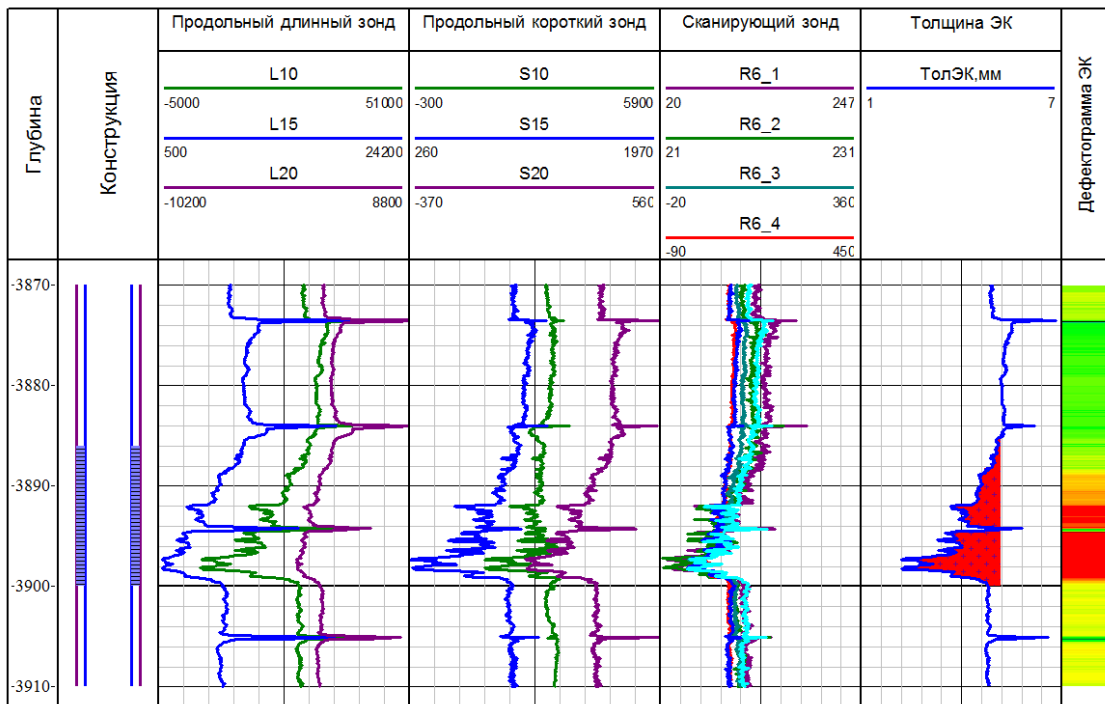 Глубина
Конструкция
Продольный длинный зонд
Продольный короткий зонд
Сканирующий зонд
Толщина ЭК
Дефектограмма ЭК
L10
-5000 51000
L15
500 24200
L20
-10200 8800
S10
-300 5900
S15
260 1970
S20
-370 560
R6_1
20 247
R6_2
21 231
R6_3
-20 360
R6_4
-90 450
ТолЭК,мм
1 7
-3870-
-3880-
-3890-
-3900-
-3910-